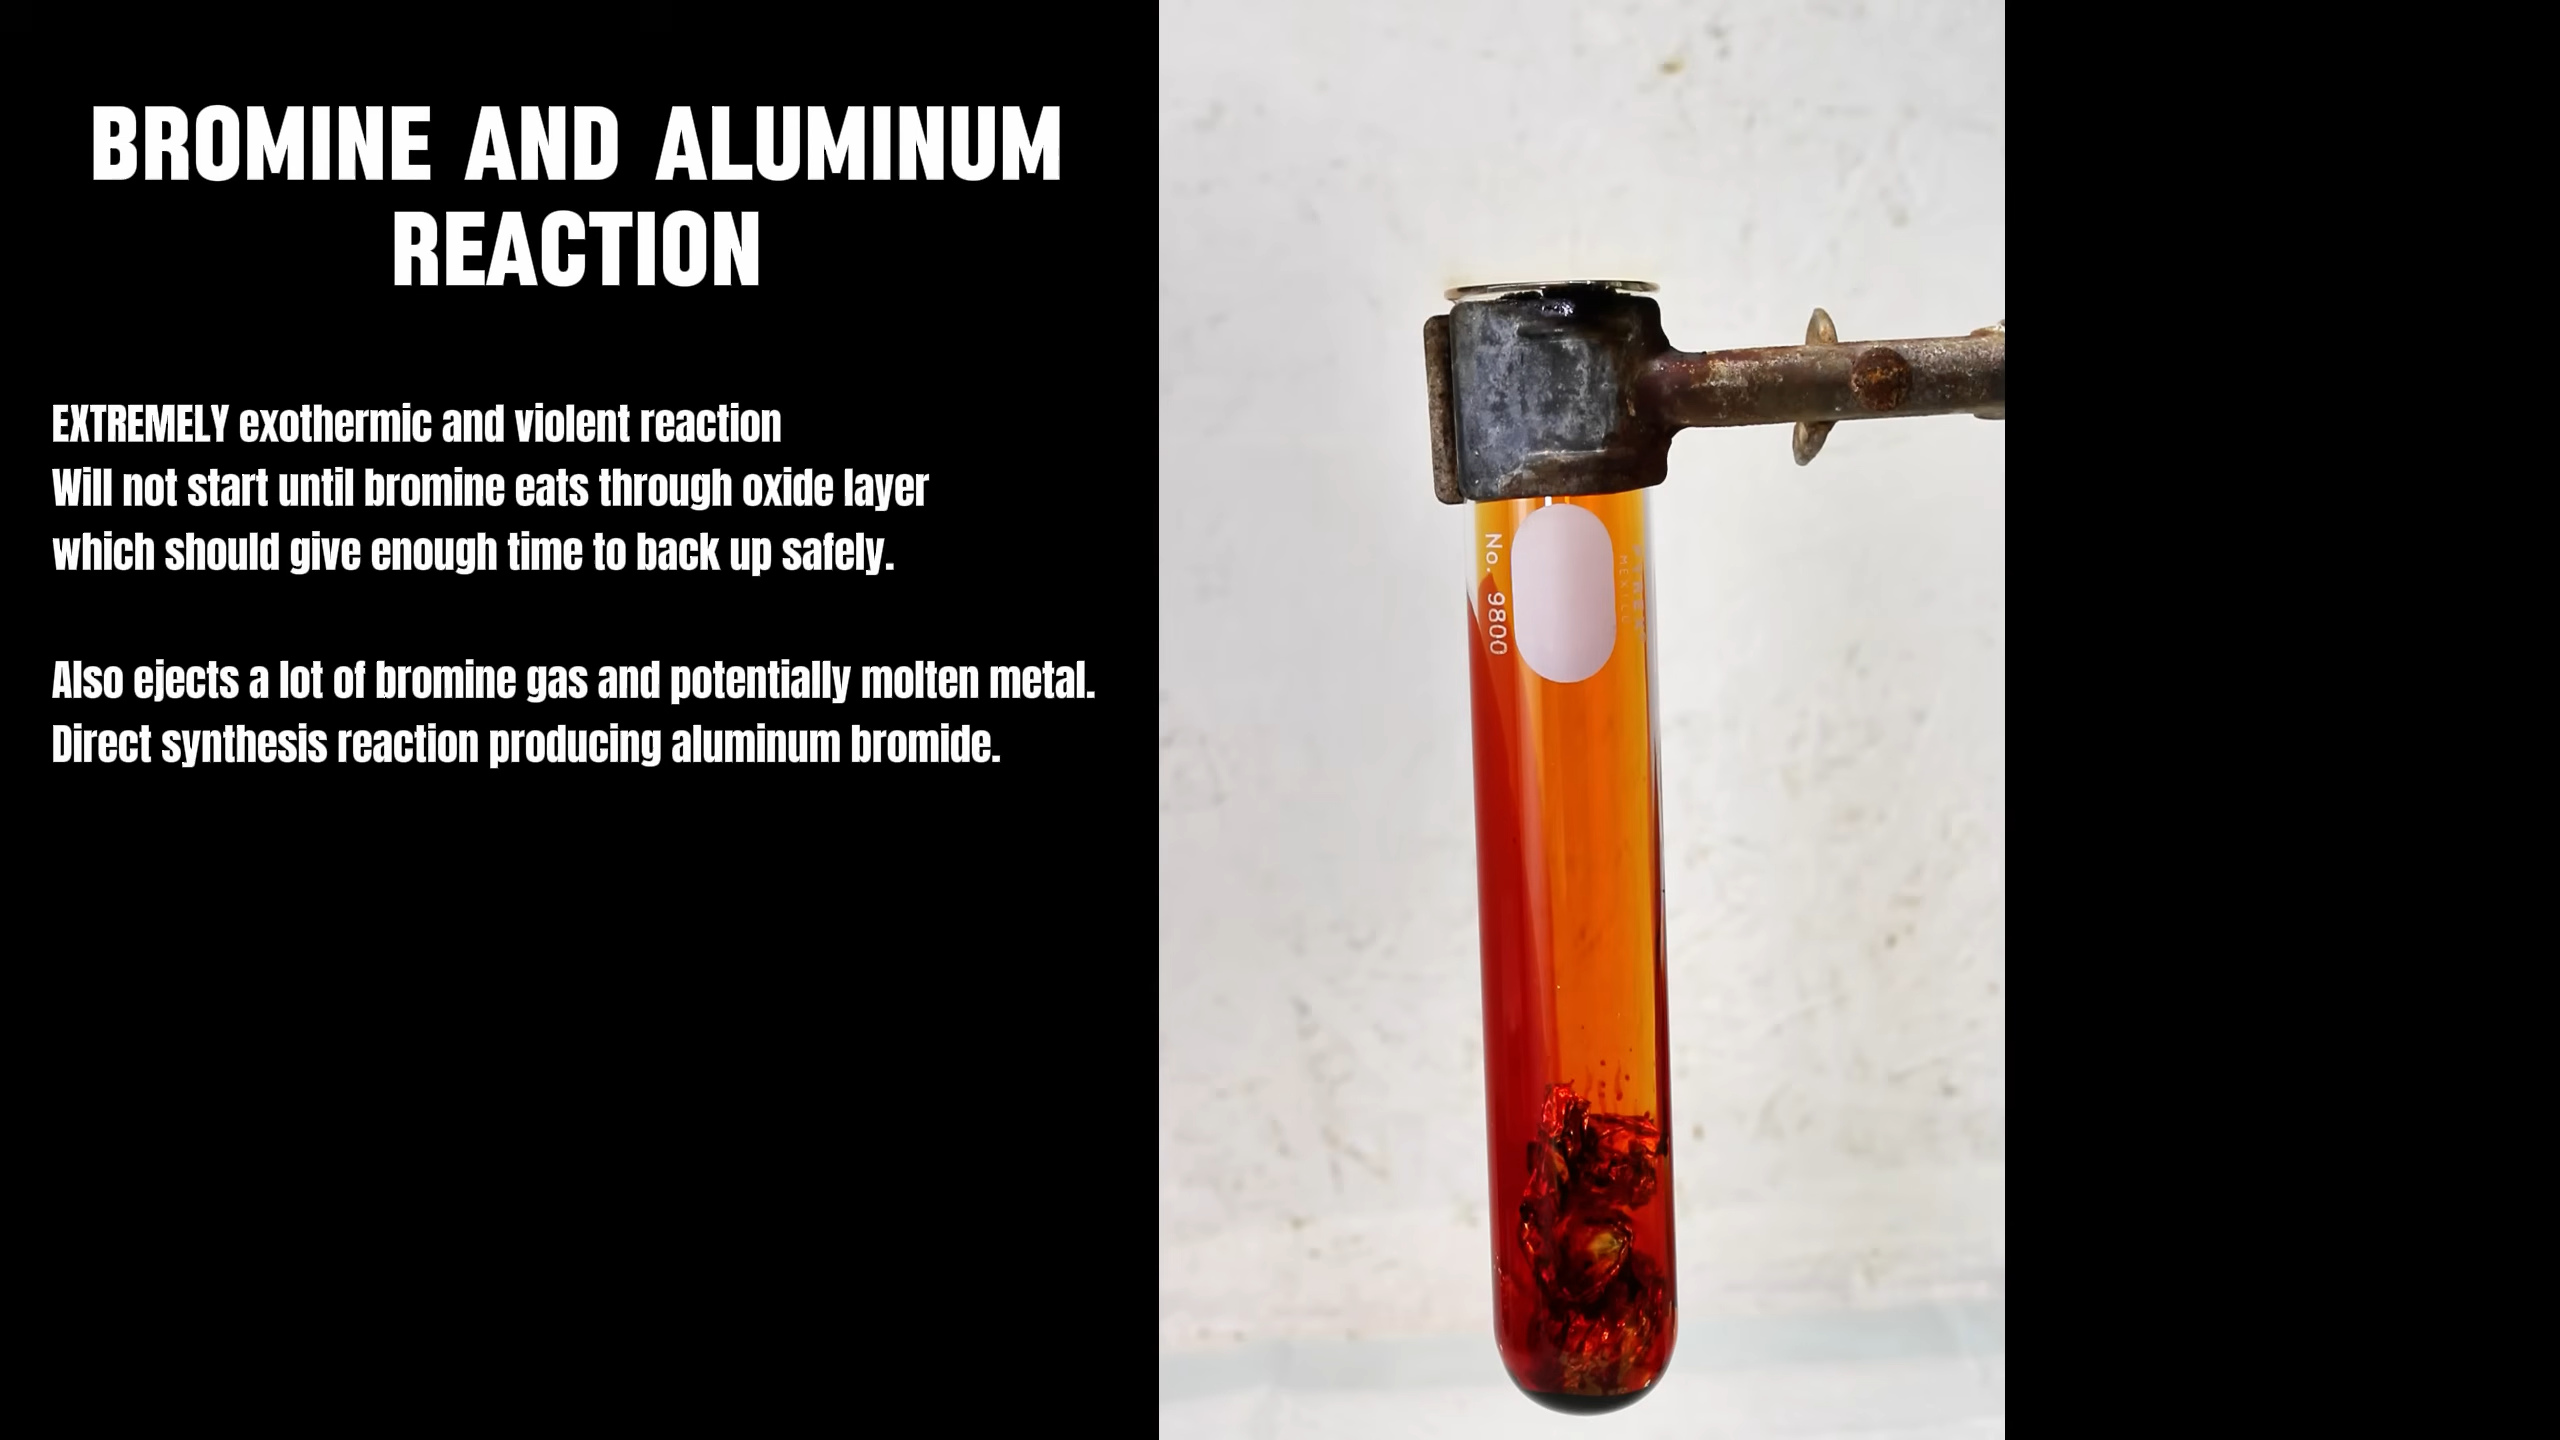 BROMINE AND ALUMINUM
REACTION
EXTREMELY exothermic and violent reaction
Will not start until bromine eats through oxide layer
which should give enough time to back up safely.
Also ejects a lot of bromine gas and potentially molten metal.
Direct synthesis reaction producing aluminum bromide.
No. 9800
MEXICO